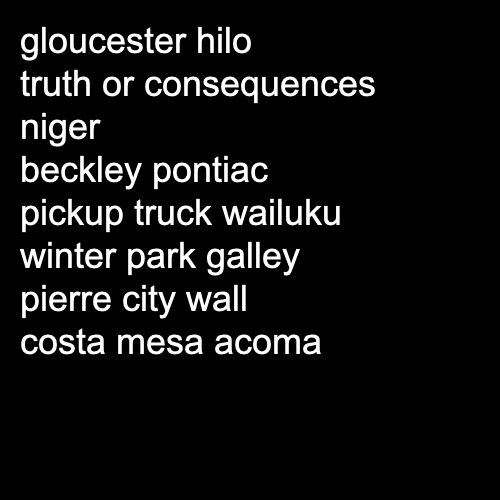 gloucester hilo
truth or consequences
niger
beckley pontiac
pickup truck wailuku
winter park galley
pierre city wall
costa mesa acoma